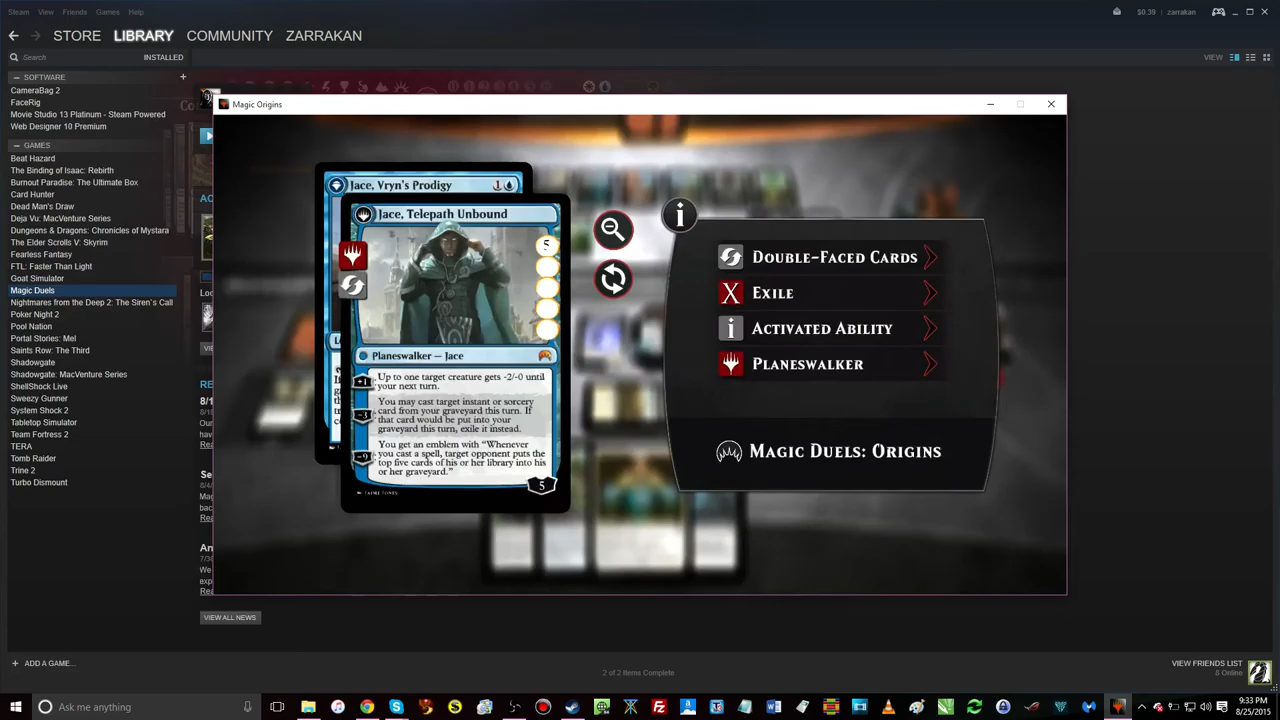 Steam View Friends Games Help
$0.39 zarrakan
STORE LIBRARY COMMUNITY ZARRAKAN
Search INSTALLED
VIEW
SOFTWARE
CameraBag 2
FaceRig
Movie Studio 13 Platinum - Steam Powered
Web Designer 10 Premium
GAMES
Beat Hazard
The Binding of Isaac: Rebirth
Burnout Paradise: The Ultimate Box
Card Hunter
Dead Man's Draw
Deja Vu: MacVenture Series
Dungeons & Dragons: Chronicles of Mystara
The Elder Scrolls V: Skyrim
Fearless Fantasy
FTL: Faster Than Light
Goat Simulator
Magic Duels
Nightmares from the Deep 2: The Siren's Call
Poker Night 2
Pool Nation
Portal Stories: Mel
Saints Row: The Third
Shadowgate
Shadowgate: MacVenture Series
ShellShock Live
Sweezy Gunner
System Shock 2
Tabletop Simulator
Team Fortress 2
TERA
Tomb Raider
Trine 2
Turbo Dismount
ADD A GAME...
Magic Origins
Jace, Vryn's Prodigy 1
Jace, Telepath Unbound
5
Planeswalker — Jace
+1 Up to one target creature gets -2/-0 until
your next turn.
-3 You may cast target instant or sorcery
card from your graveyard this turn. If
that card would be put into your
graveyard this turn, exile it instead.
-9 You get an emblem with "Whenever
you cast a spell, target opponent puts the
top five cards of his or her library into his
or her graveyard."
5
i
Double-Faced Cards
X Exile
i Activated Ability
Planeswalker
Magic Duels: Origins
VIEW ALL NEWS
2 of 2 Items Complete
VIEW FRIENDS LIST
8 Online
Ask me anything
9:33 PM
8/25/2015